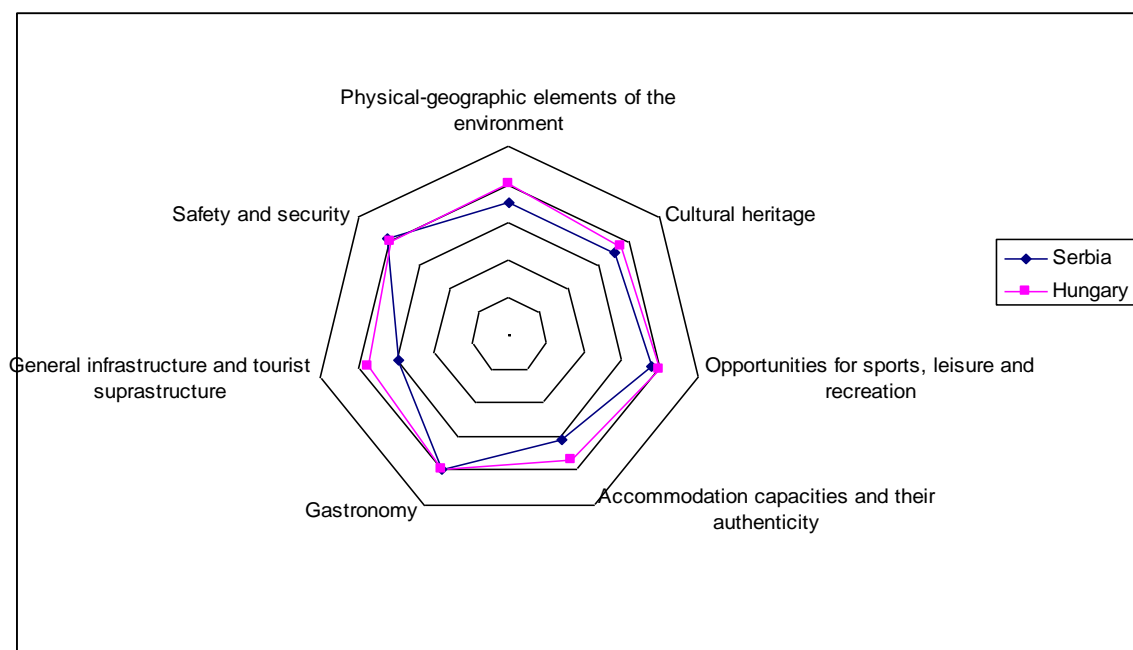 Physical-geographic elements of the
environment
Safety and security
Cultural heritage
Serbia
Hungary
General infrastructure and tourist
suprastructure
Opportunities for sports, leisure and
recreation
Gastronomy
Accommodation capacities and their
authenticity